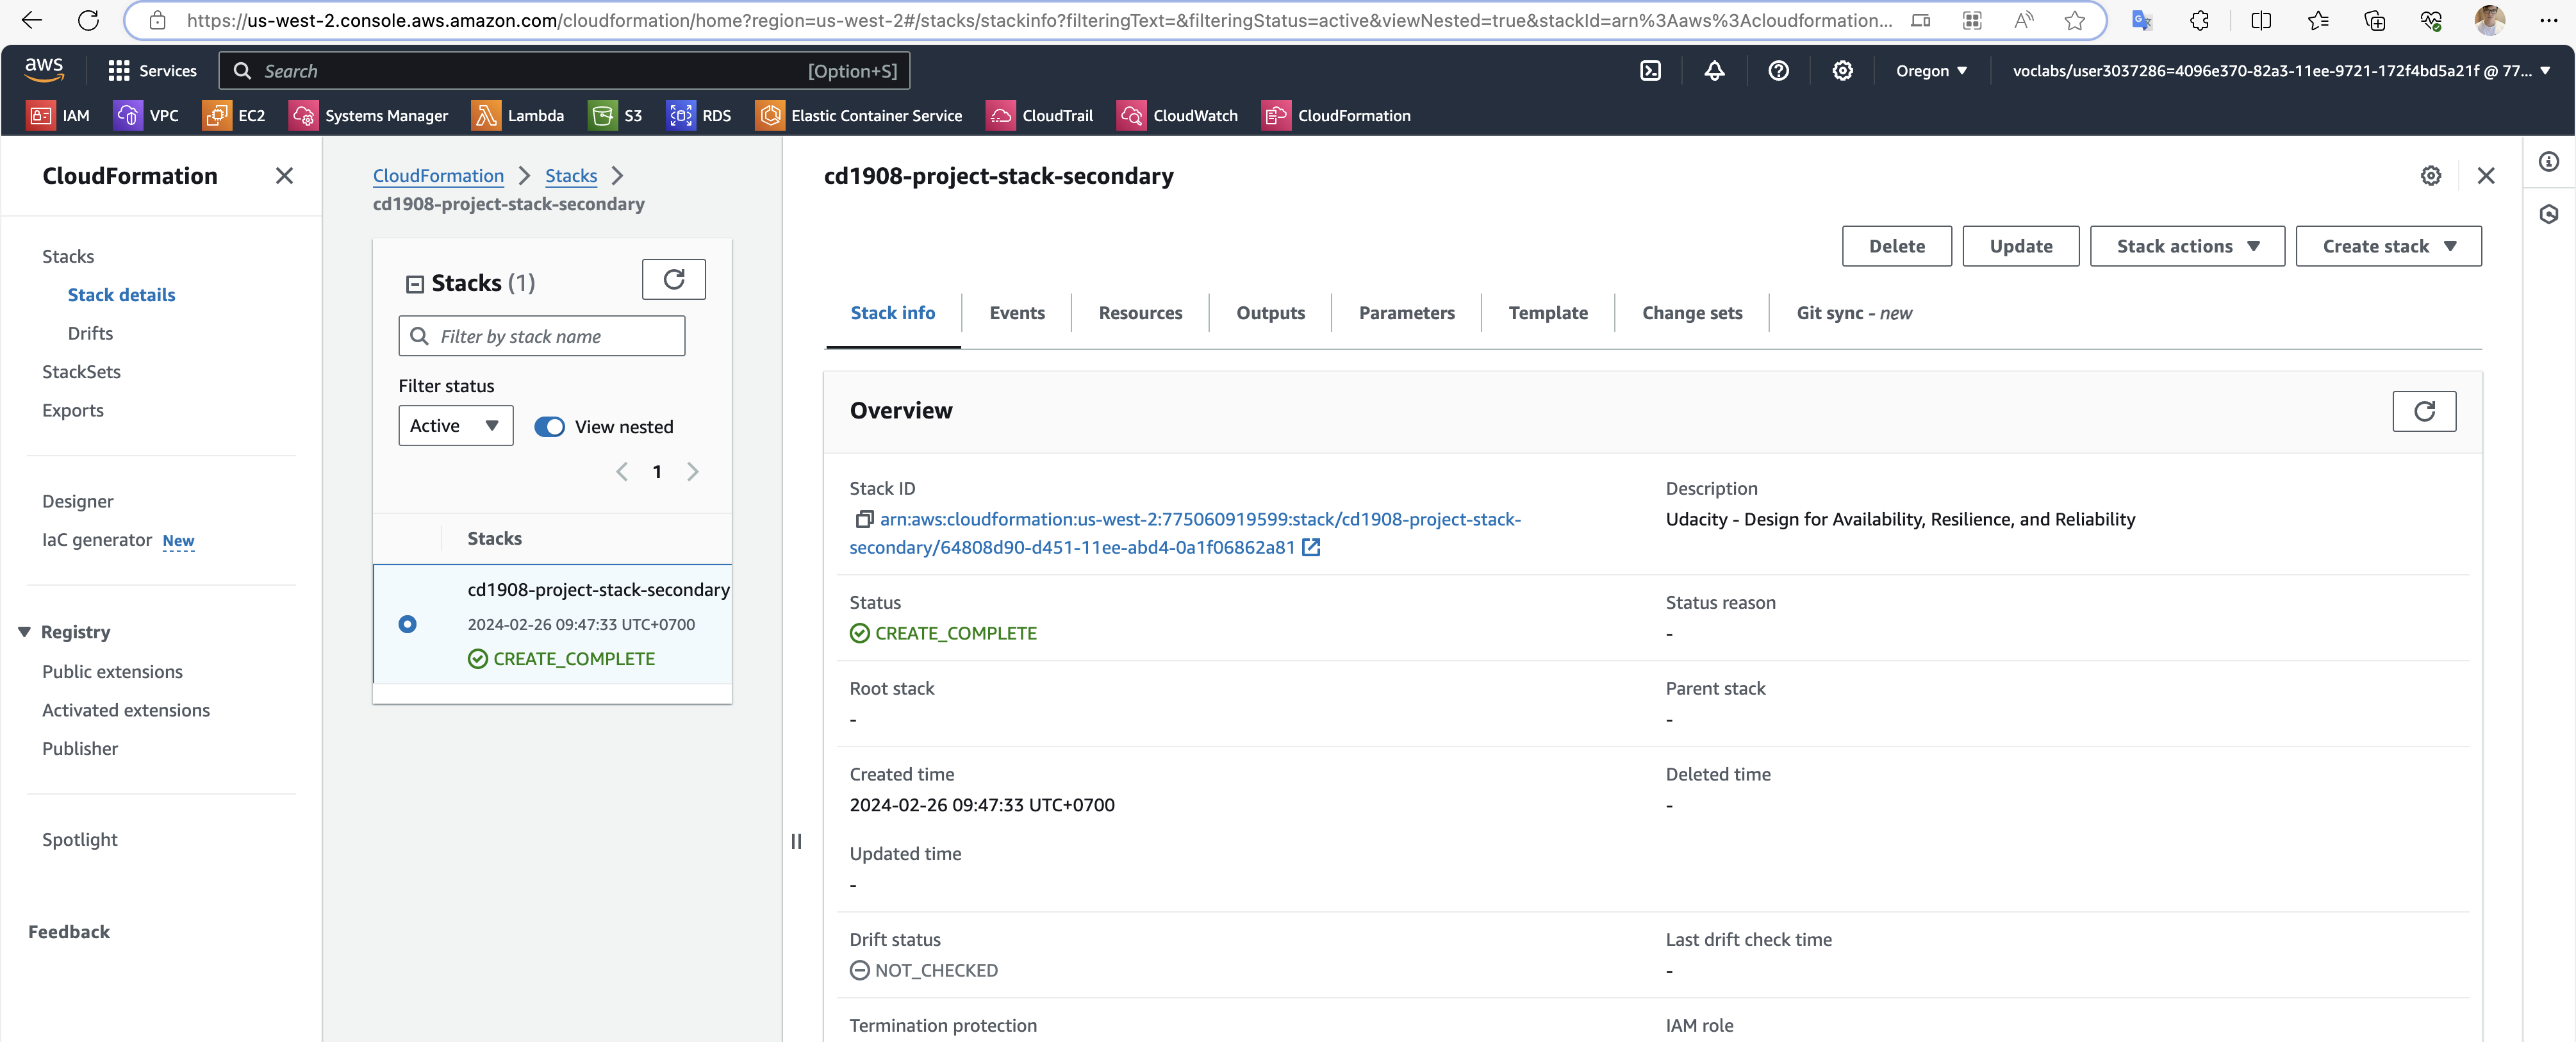 https://us-west-2.console.aws.amazon.com/cloudformation/home?region=us-west-2#/stacks/stackinfo?filteringText=&filteringStatus=active&viewNested=true&stackId=arn%3Aaws%3Acloudformation...
aws
Services
Search
[Option+S]
Oregon
voclabs/user3037286=4096e370-82a3-11ee-9721-172f4bd5a21f @ 77...
IAM
VPC
EC2
Systems Manager
Lambda
S3
RDS
Elastic Container Service
CloudTrail
CloudWatch
CloudFormation
CloudFormation
Stacks
Stack details
Drifts
StackSets
Exports
Designer
IaC generator New
Registry
Public extensions
Activated extensions
Publisher
Spotlight
Feedback
CloudFormation
Stacks
cd1908-project-stack-secondary
Stacks (1)
Filter by stack name
Filter status
Active
View nested
1
Stacks
cd1908-project-stack-secondary
2024-02-26 09:47:33 UTC+0700
CREATE_COMPLETE
cd1908-project-stack-secondary
Delete
Update
Stack actions
Create stack
Stack info
Events
Resources
Outputs
Parameters
Template
Change sets
Git sync - new
Overview
Stack ID
arn:aws:cloudformation:us-west-2:775060919599:stack/cd1908-project-stack-
secondary/64808d90-d451-11ee-abd4-0a1f06862a81
Description
Udacity - Design for Availability, Resilience, and Reliability
Status
CREATE_COMPLETE
Status reason
-
Root stack
-
Parent stack
-
Created time
2024-02-26 09:47:33 UTC+0700
Deleted time
-
Updated time
-
Drift status
NOT_CHECKED
Last drift check time
-
Termination protection
IAM role